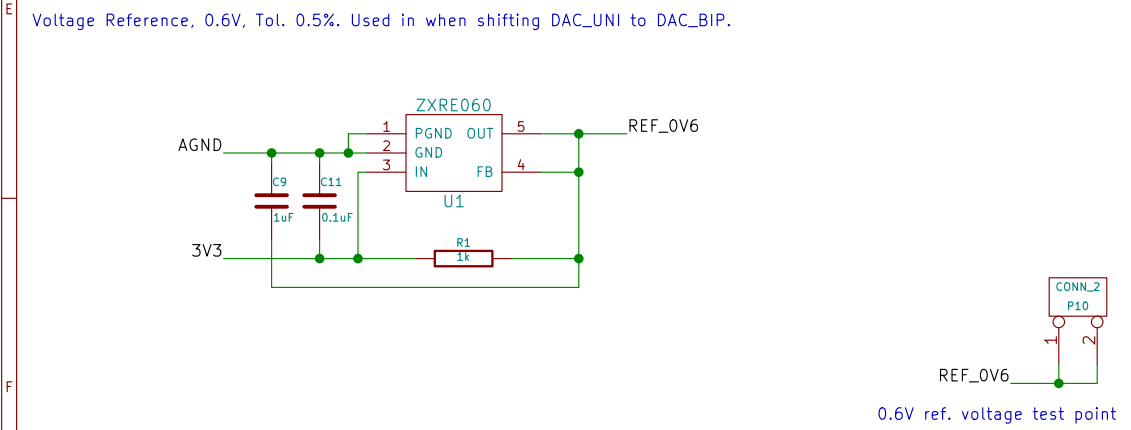 E
Voltage Reference, 0.6V, Tol. 0.5%. Used in when shifting DAC_UNI to DAC_BIP.
ZXRE060
1 PGND OUT 5 REF_0V6
AGND 2 GND
3 IN FB 4
C9 C11
U1
1uF 0.1uF
R1
3V3 1k
CONN_2
P10
1 2
REF_0V6
F
0.6V ref. voltage test point